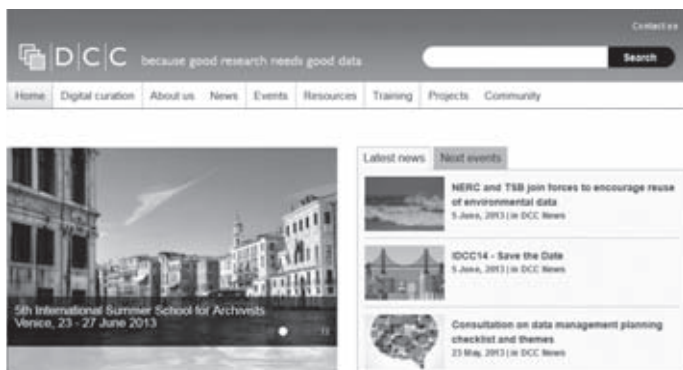 Contact us
D|C|C because good research needs good data
Search
Home Digital curation About us News Events Resources Training Projects Community
Latest news Next events
NERC and TSB join forces to encourage reuse
of environmental data
5 June, 2013 | in DCC News
IDCC14 - Save the Date
5 June, 2013 | in DCC News
Consultation on data management planning
checklist and themes
23 May, 2013 | in DCC News
5th International Summer School for Archivists
Venice, 23 - 27 June 2013